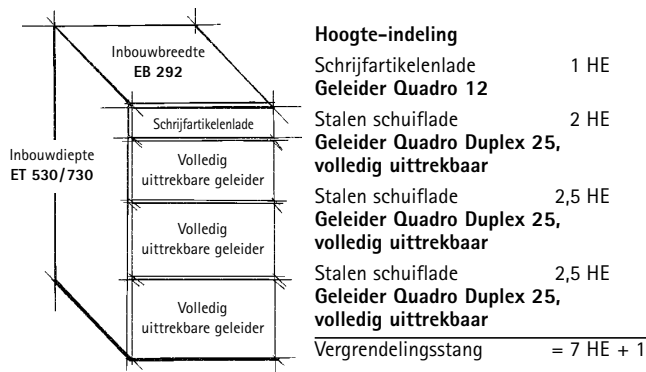 Inbouwbreedte
EB 292
Schrijfartikelenlade
Inbouwdiepte
ET 530/730
Volledig
uittrekbare geleider
Volledig
uittrekbare geleider
Volledig
uittrekbare geleider
Hoogte-indeling
Schrijfartikelenlade 1 HE
Geleider Quadro 12
Stalen schuiflade 2 HE
Geleider Quadro Duplex 25,
volledig uittrekbaar
Stalen schuiflade 2,5 HE
Geleider Quadro Duplex 25,
volledig uittrekbaar
Stalen schuiflade 2,5 HE
Geleider Quadro Duplex 25,
volledig uittrekbaar
Vergrendelingsstang = 7 HE + 1